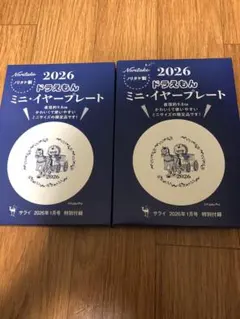 Noritake
ノリタケ製
2026
ドラえもん
ミニ・イヤープレート
直径約9.8cm
かわいくて使いやすい
ミニサイズの限定品です!
2026
サライ 2026年1月号 特別付録
Noritake
ノリタケ製
2026
ドラえもん
ミニ・イヤープレート
直径約9.8cm
かわいくて使いやすい
ミニサイズの限定品です!
2026
サライ 2026年1月号 特別付録